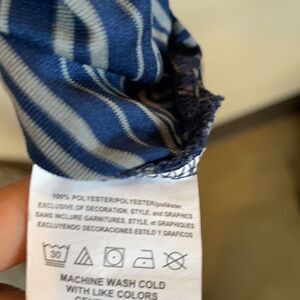 100% POLYESTER/POLYESTER/poliéster
EXCLUSIVE OF DECORATION, STYLE, and GRAPHICS
SANS INCLURE GARNITURES, STYLE, et GRAPHIQUES
EXCLUYENDO DECORACIONES ESTILO Y GRAFICOS
30
MACHINE WASH COLD
WITH LIKE COLORS